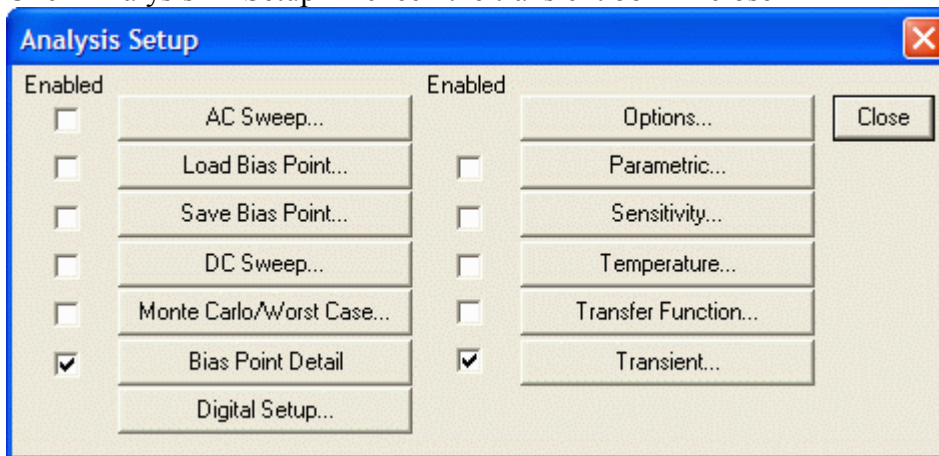 Analysis Setup
Enabled
Enabled
AC Sweep...
Options...
Close
Load Bias Point...
Parametric...
Save Bias Point...
Sensitivity...
DC Sweep...
Temperature...
Monte Carlo/Worst Case...
Transfer Function...
Bias Point Detail
Transient...
Digital Setup...